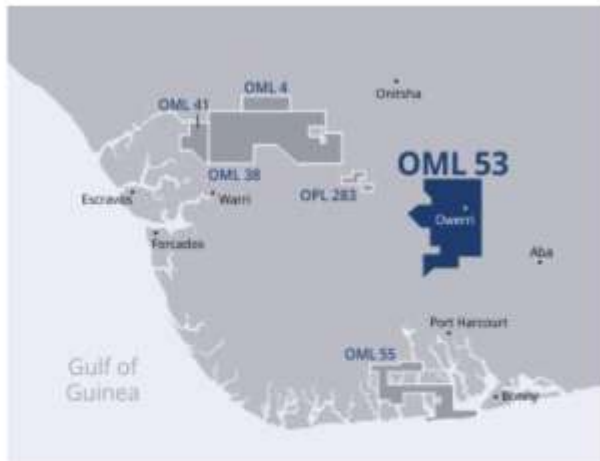 OML 4
Onitsha
OML 41
OML 53
OML 38
OPL 283
Escravos
Warri
Owerri
Forcados
Aba
Port Harcourt
OML 55
Gulf of
Guinea
Bonny